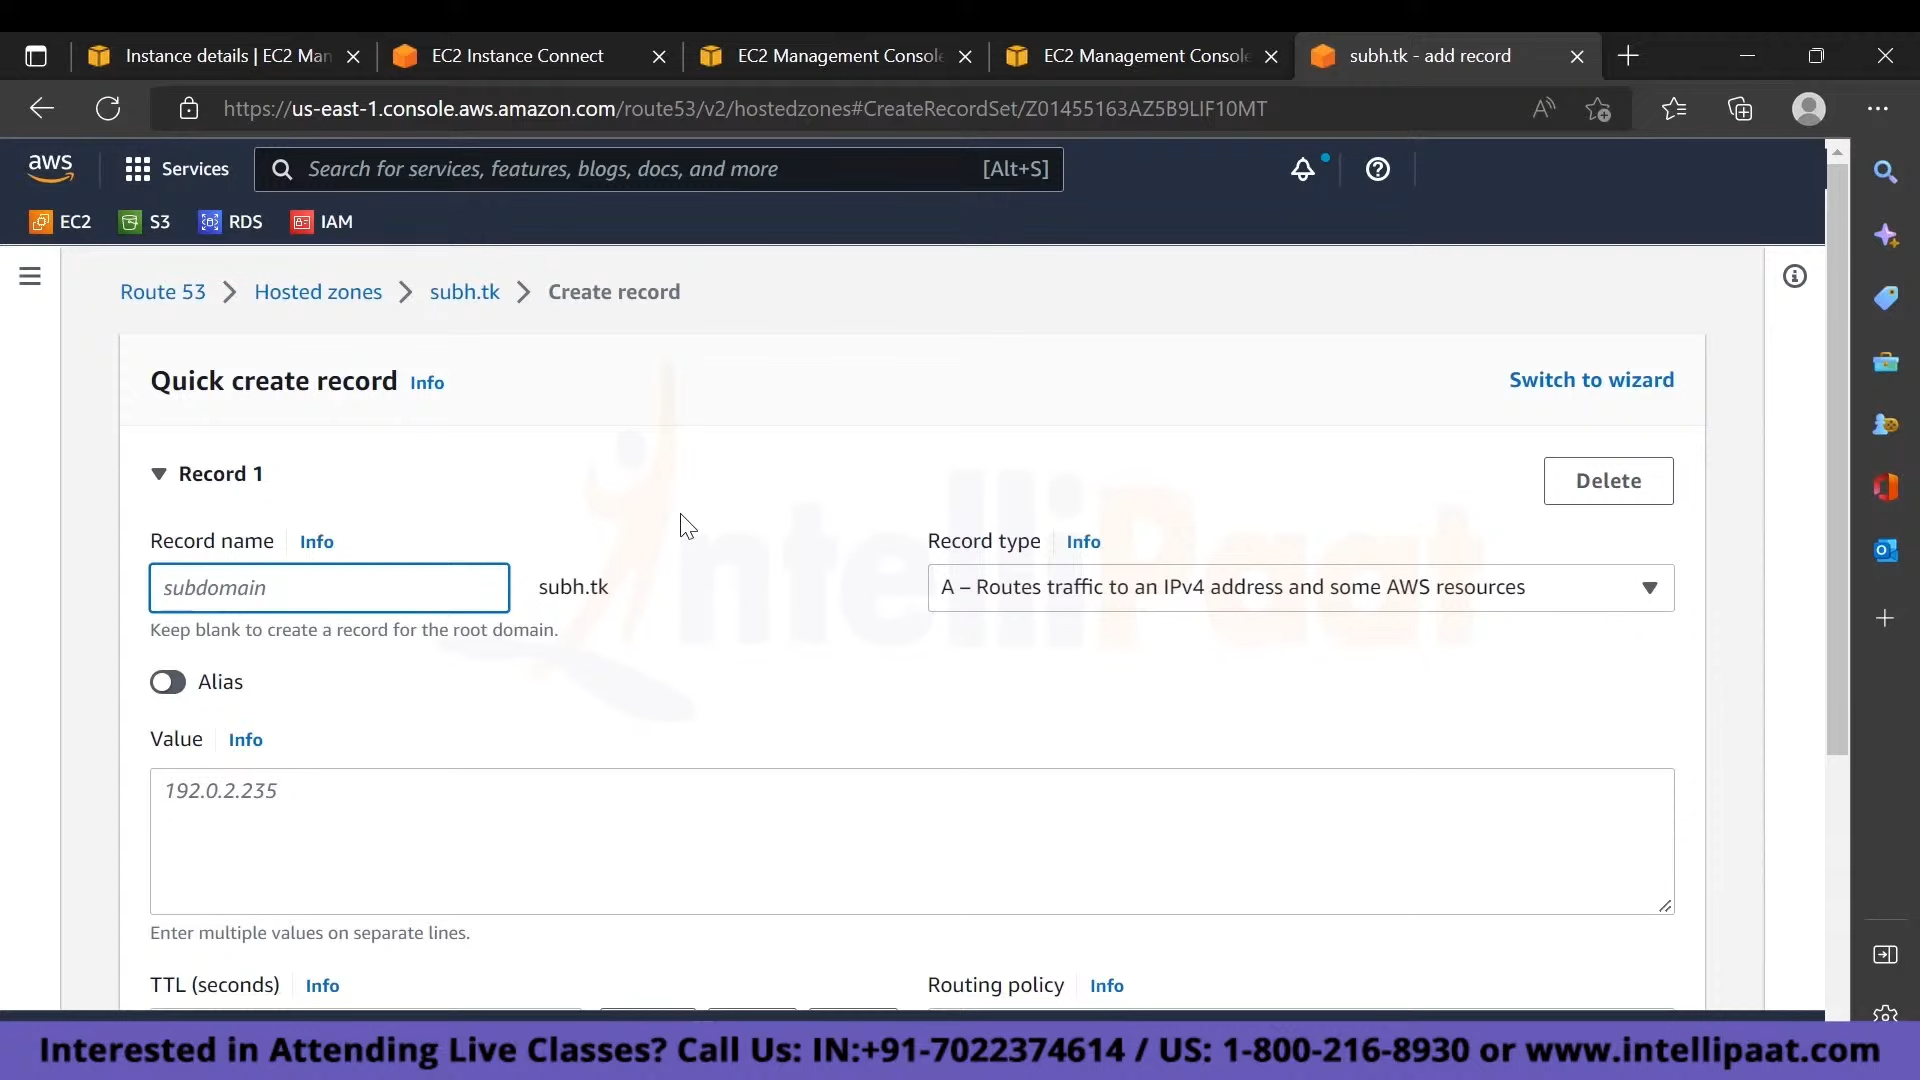 Instance details | EC2 Man
EC2 Instance Connect
EC2 Management Console
EC2 Management Console
subh.tk - add record
https://us-east-1.console.aws.amazon.com/route53/v2/hostedzones#CreateRecordSet/Z01455163AZ5B9LIF10MT
aws
Services
Search for services, features, blogs, docs, and more
[Alt+S]
EC2
S3
RDS
IAM
Route 53
Hosted zones
subh.tk
Create record
Quick create record
Info
Switch to wizard
Record 1
Delete
Record name
Info
Record type
Info
subdomain
subh.tk
A – Routes traffic to an IPv4 address and some AWS resources
Keep blank to create a record for the root domain.
IntelliPaat
Alias
Value
Info
192.0.2.235
Enter multiple values on separate lines.
TTL (seconds)
Info
Routing policy
Info
Interested in Attending Live Classes? Call Us: IN:+91-7022374614 / US: 1-800-216-8930 or www.intellipaat.com